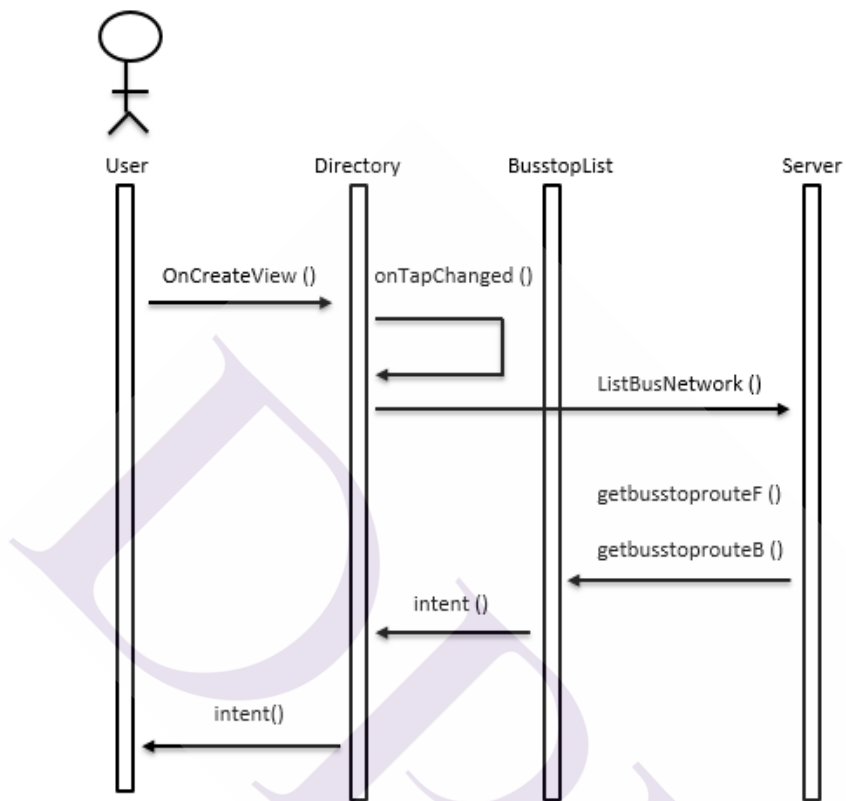 User
Directory
BusstopList
Server
OnCreateView ()
onTapChanged ()
ListBusNetwork ()
getbusstoprouteF ()
getbusstoprouteB ()
intent ()
intent()